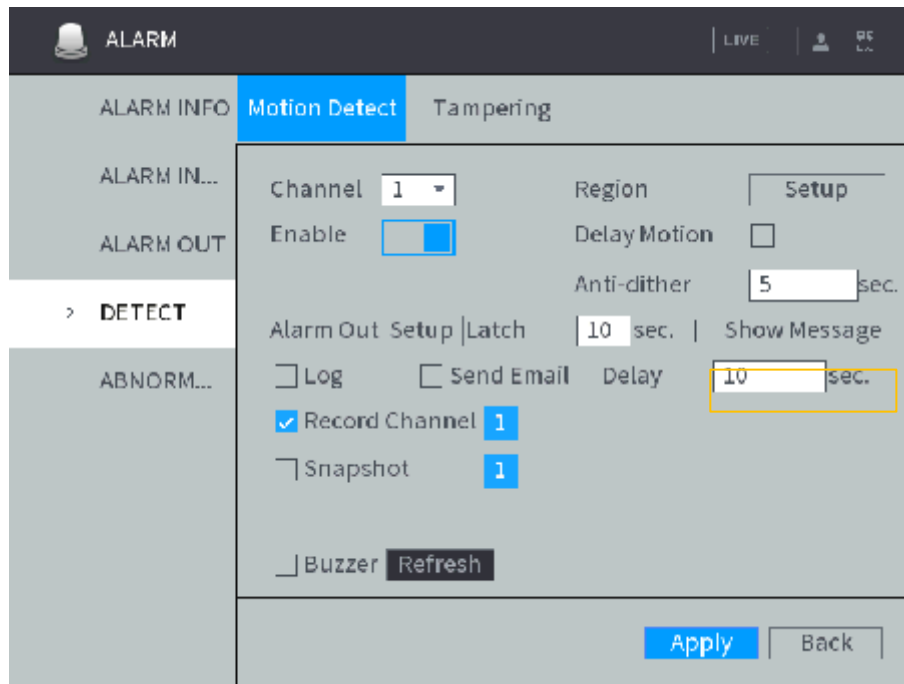 ALARM
LIVE
ALARM INFO
ALARM IN...
ALARM OUT
> DETECT
ABNORM...
Motion Detect Tampering
Channel 1 Region Setup
Enable Delay Motion
Anti-dither 5 sec.
Alarm Out Setup |Latch 10 sec. | Show Message
Log Send Email Delay 10 sec.
Record Channel 1
Snapshot 1
Buzzer Refresh
Apply Back